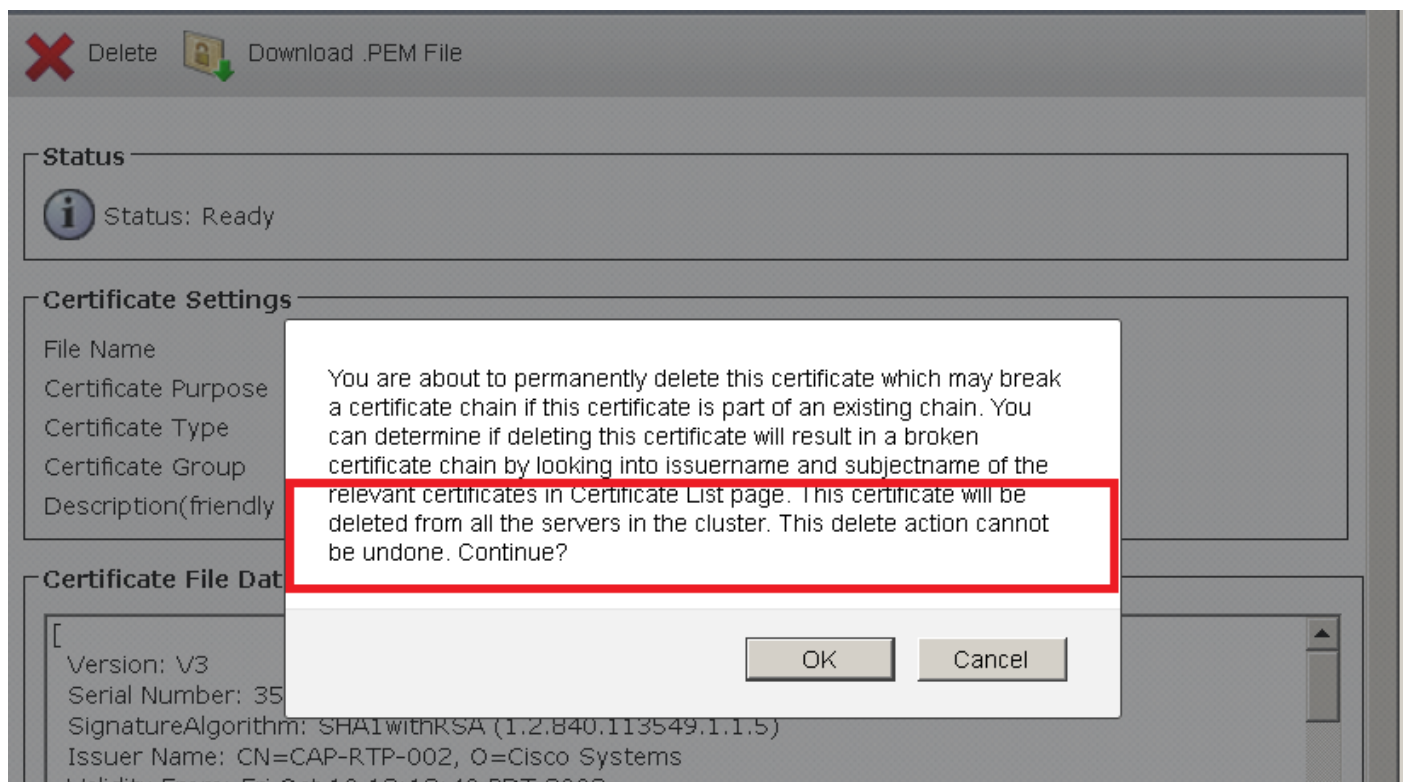 Delete Download .PEM File
Status
Status: Ready
Certificate Settings
File Name
Certificate Purpose
Certificate Type
Certificate Group
Description(friendly
You are about to permanently delete this certificate which may break
a certificate chain if this certificate is part of an existing chain. You
can determine if deleting this certificate will result in a broken
certificate chain by looking into issuername and subjectname of the
relevant certificates in Certificate List page. This certificate will be
deleted from all the servers in the cluster. This delete action cannot
be undone. Continue?
OK Cancel
Certificate File Dat
[
Version: V3
Serial Number: 35
SignatureAlgorithm: SHA1withRSA (1.2.840.113549.1.1.5)
Issuer Name: CN=CAP-RTP-002, O=Cisco Systems